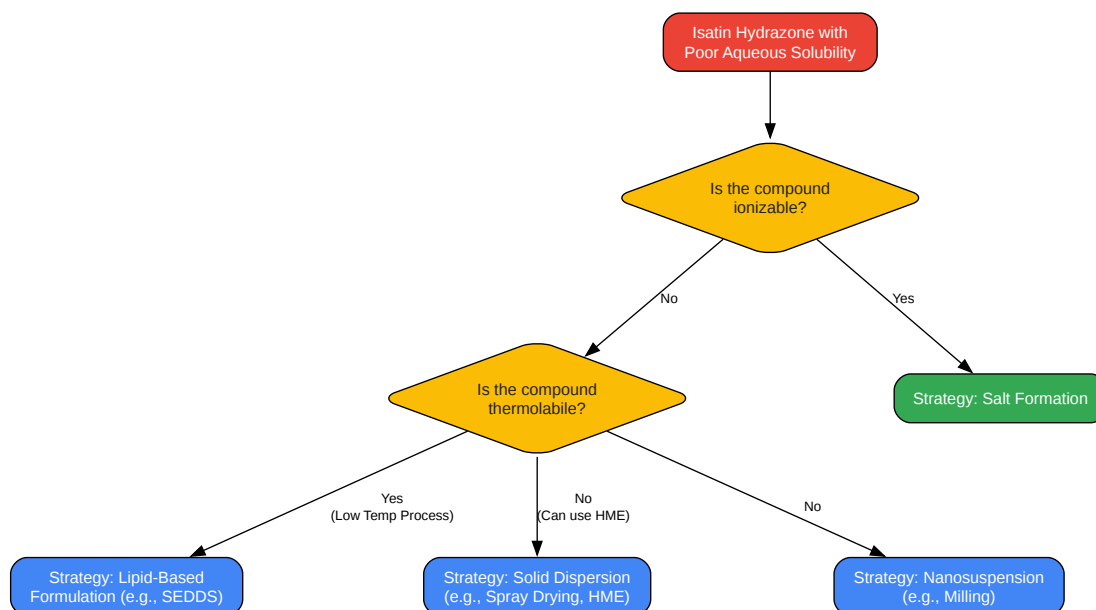 Isatin Hydrazone with
Poor Aqueous Solubility
Is the compound
ionizable?
No
Yes
Is the compound
thermolabile?
Strategy: Salt Formation
Yes
(Low Temp Process)
No
(Can use HME)
No
Strategy: Lipid-Based
Formulation (e.g., SEDDS)
Strategy: Solid Dispersion
(e.g., Spray Drying, HME)
Strategy: Nanosuspension
(e.g., Milling)